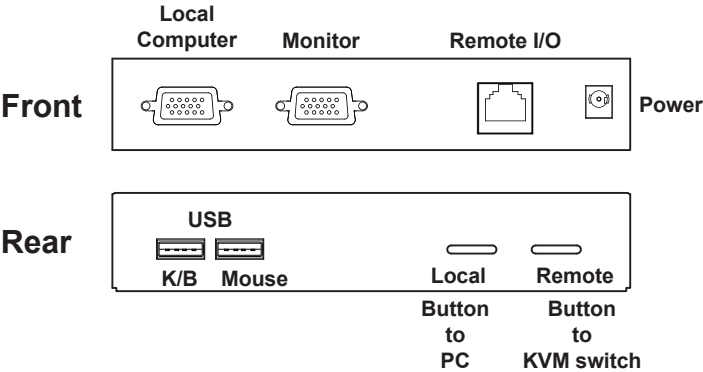 Local
Computer
Monitor
Remote I/O
Front
Power
Rear
USB
K/B
Mouse
Local
Remote
Button
to
PC
Button
to
KVM switch